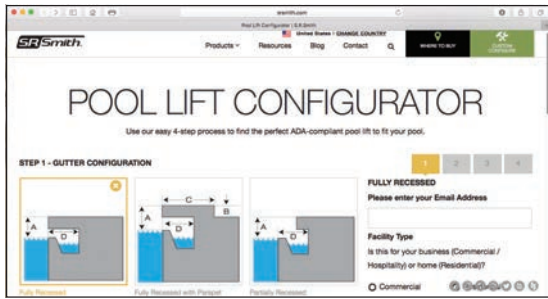 srsmith.com
Pool Lift Configurator | S.R.Smith
S.R.Smith
United States | CHANGE COUNTRY
Products
Resources
Blog
Contact
WHERE TO BUY
CUSTOM
CONFIGURE
POOL LIFT CONFIGURATOR
Use our easy 4-step process to find the perfect ADA-compliant pool lift to fit your pool.
STEP 1 - GUTTER CONFIGURATION
1 2 3 4
A D
Fully Recessed
A C B D
Fully Recessed with Parapet
A D
Partially Recessed
FULLY RECESSED
Please enter your Email Address
Facility Type
Is this for your business (Commercial /
Hospitality) or home (Residential)?
Commercial